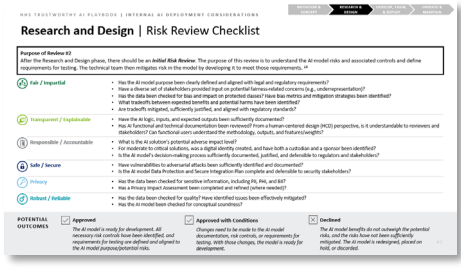 HHS TRUSTWORTHY AI PLAYBOOK | INTERNAL AI DEPLOYMENT CONSIDERATIONS
INITIATION &
CONCEPT
RESEARCH &
DESIGN
DEVELOP, TRAIN,
& DEPLOY
OPERATE &
MAINTAIN
Research and Design | Risk Review Checklist
Purpose of Review #2
After the Research and Design phase, there should be an Initial Risk Review. The purpose of this review is to understand the AI model risks and associated controls and define
requirements for testing. The technical team then mitigates risk in the model by developing it to meet those requirements.
Fair / Impartial
• Has the AI model purpose been clearly defined and aligned with legal and regulatory requirements?
• Have a diverse set of stakeholders provided input on potential fairness-related concerns (e.g., underrepresentation)?
• Has the data been checked for bias and impact on protected classes? Have bias metrics and mitigation strategies been identified?
• What tradeoffs between expected benefits and potential harms have been identified?
• Are tradeoffs mitigated, sufficiently justified, and aligned with regulatory standards?
Transparent / Explainable
• Have the AI logic, inputs, and expected outputs been sufficiently documented?
• Has AI functional and technical documentation been reviewed? From a human-centered design (HCD) perspective, is it understandable to reviewers and
stakeholders? Can functional users understand the methodology, outputs, and features/weights?
Responsible / Accountable
• What is the AI solution's potential adverse impact level?
• For moderate to critical solutions, was a digital identity created, and have both a custodian and a sponsor been identified?
• Is the AI model's decision-making process sufficiently documented, justified, and defensible to regulators and stakeholders?
Safe / Secure
• Have vulnerabilities to adversarial attacks been sufficiently identified and documented?
• Is the AI model Data Protection and Secure Integration Plan complete and defensible to security stakeholders?
Privacy
• Has the data been checked for sensitive information, including PII, PHI, and BII?
• Has a Privacy Impact Assessment been completed and refined (where needed)?
Robust / Reliable
• Has the data been checked for quality? Have identified issues been effectively mitigated?
• Has the AI model been checked for conceptual soundness?
POTENTIAL
OUTCOMES
Approved
The AI model is ready for development. All
necessary risk controls have been identified, and
requirements for testing are defined and aligned to
the AI model purpose/potential risks.
Approved with Conditions
Changes need to be made to the AI model
documentation, risk controls, or requirements for
testing. With those changes, the model is ready for
development.
Declined
The AI model benefits do not outweigh the potential
risks, and the risks have not been sufficiently
mitigated. The AI model is redesigned, placed on
hold, or discarded.